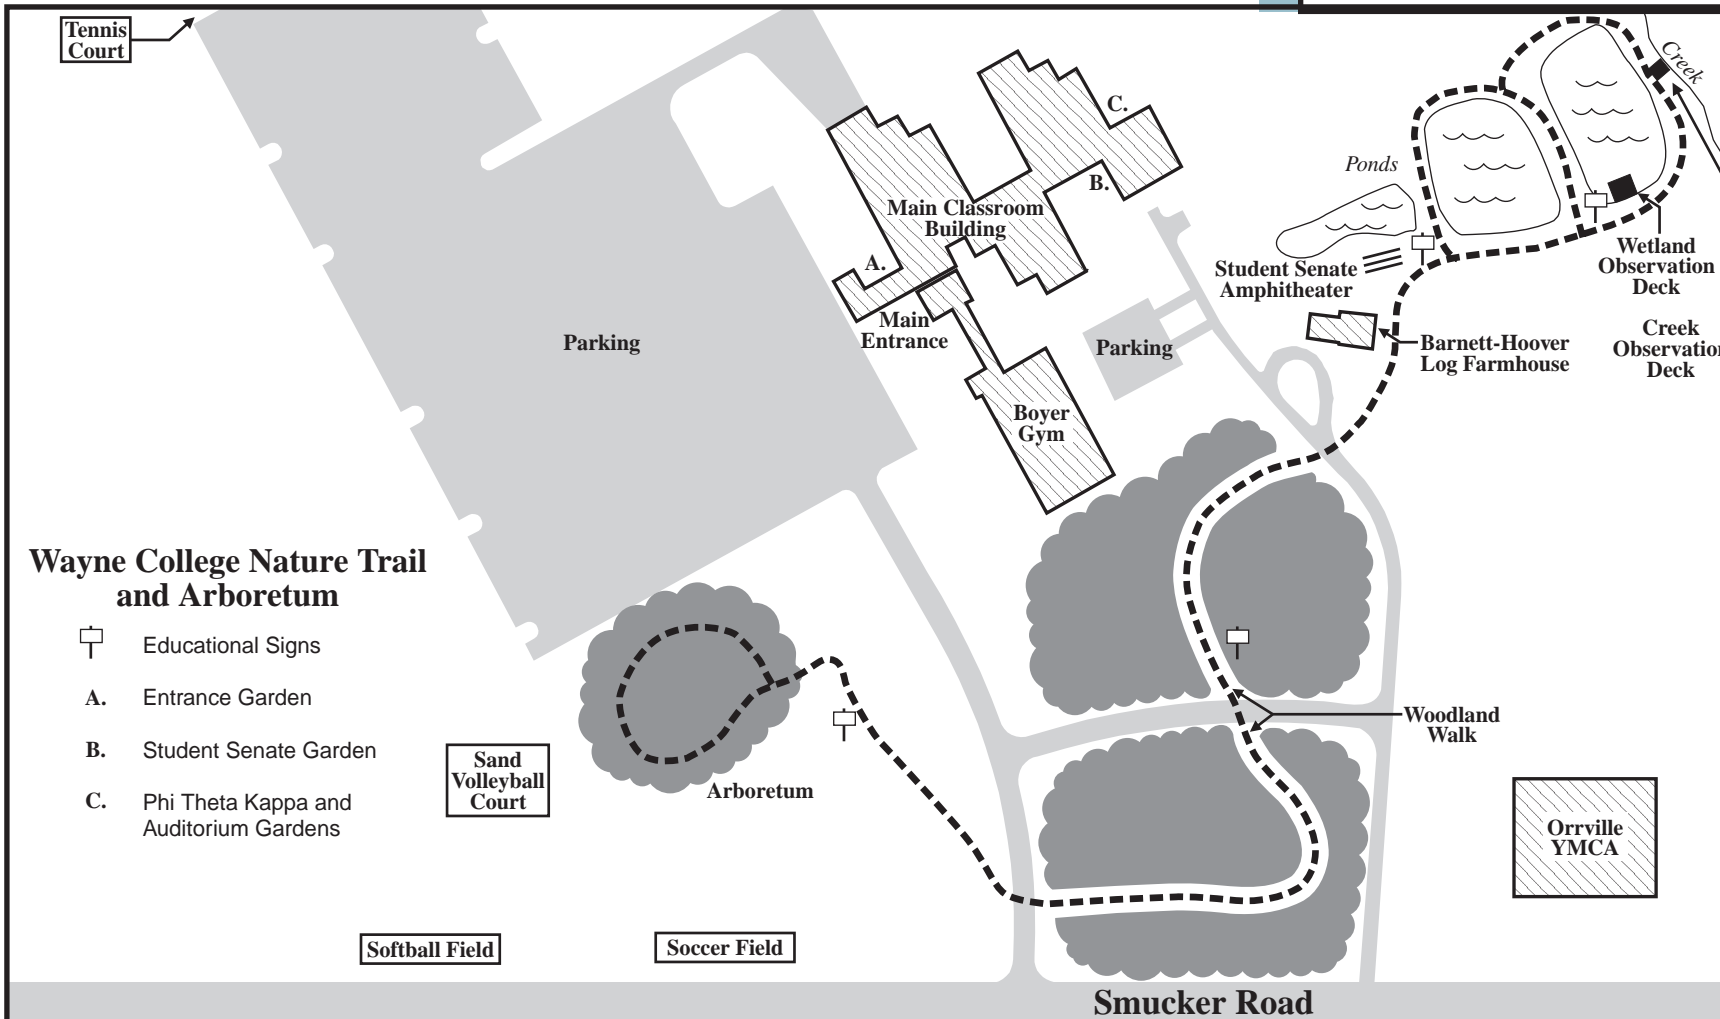 Tennis
Court
Creek
C.
Ponds
B.
Main Classroom
Building
A.
Main
Entrance
Wetland
Observation
Deck
Student Senate
Amphitheater
Parking
Parking
Barnett-Hoover
Log Farmhouse
Creek
Observation
Deck
Boyer
Gym
Wayne College Nature Trail
and Arboretum
Educational Signs
A. Entrance Garden
B. Student Senate Garden
C. Phi Theta Kappa and
Auditorium Gardens
Woodland
Walk
Sand
Volleyball
Court
Arboretum
Orrville
YMCA
Softball Field
Soccer Field
Smucker Road